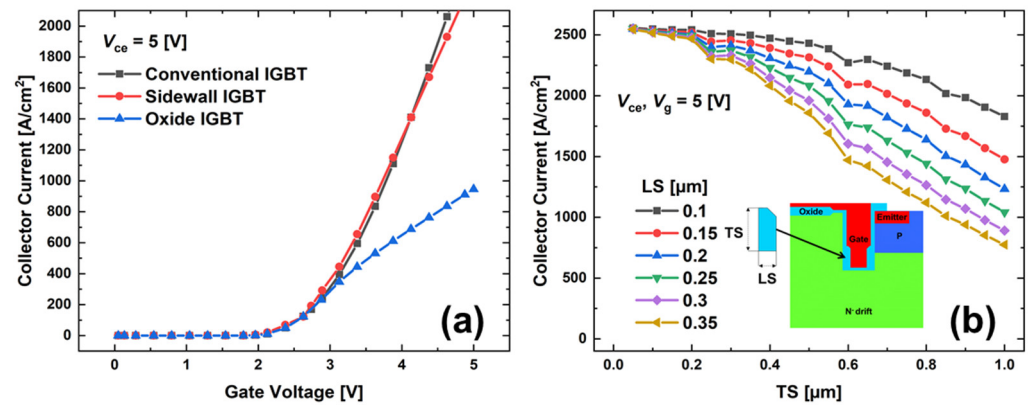 2000
1800
1600
1400
1200
1000
800
600
400
200
0
Collector Current [A/cm²]
V_ce = 5 [V]
Conventional IGBT
Sidewall IGBT
Oxide IGBT
(a)
0 1 2 3 4 5
Gate Voltage [V]
2500
2000
1500
1000
500
0
Collector Current [A/cm²]
V_ce, V_g = 5 [V]
LS [µm]
0.1
0.15
0.2
0.25
0.3
0.35
TS
LS
Oxide
Gate
Emitter
P
N⁻ drift
(b)
0.0 0.2 0.4 0.6 0.8 1.0
TS [µm]